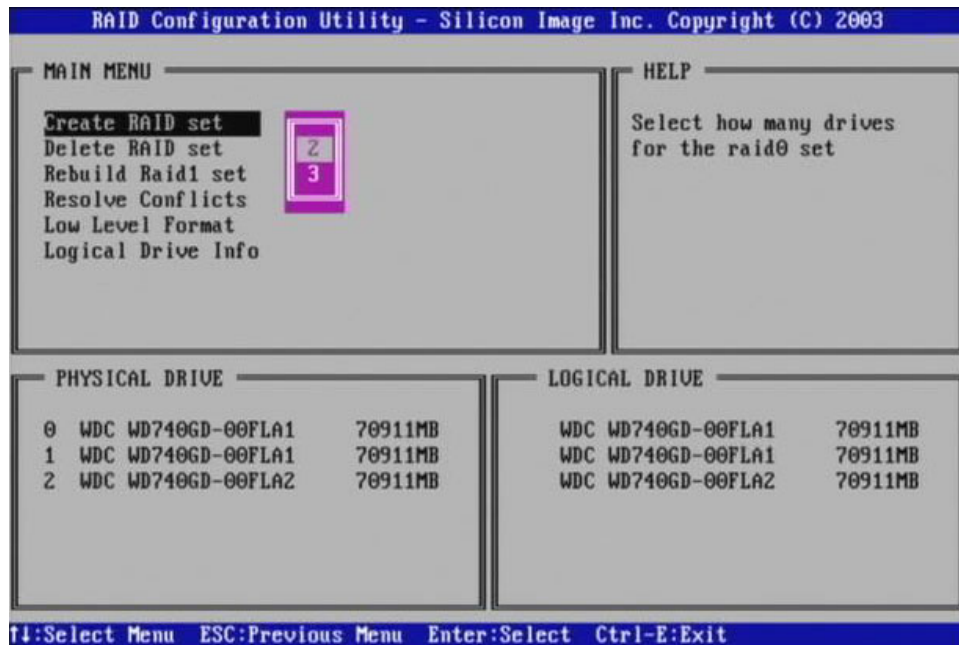 RAID Configuration Utility - Silicon Image Inc. Copyright (C) 2003
MAIN MENU
Create RAID set
Delete RAID set
Rebuild Raid1 set
Resolve Conflicts
Low Level Format
Logical Drive Info
2
3
HELP
Select how many drives
for the raid0 set
PHYSICAL DRIVE
0 WDC WD740GD-00FLA1 70911MB
1 WDC WD740GD-00FLA1 70911MB
2 WDC WD740GD-00FLA2 70911MB
LOGICAL DRIVE
WDC WD740GD-00FLA1 70911MB
WDC WD740GD-00FLA1 70911MB
WDC WD740GD-00FLA2 70911MB
↑↓:Select Menu ESC:Previous Menu Enter:Select Ctrl-E:Exit